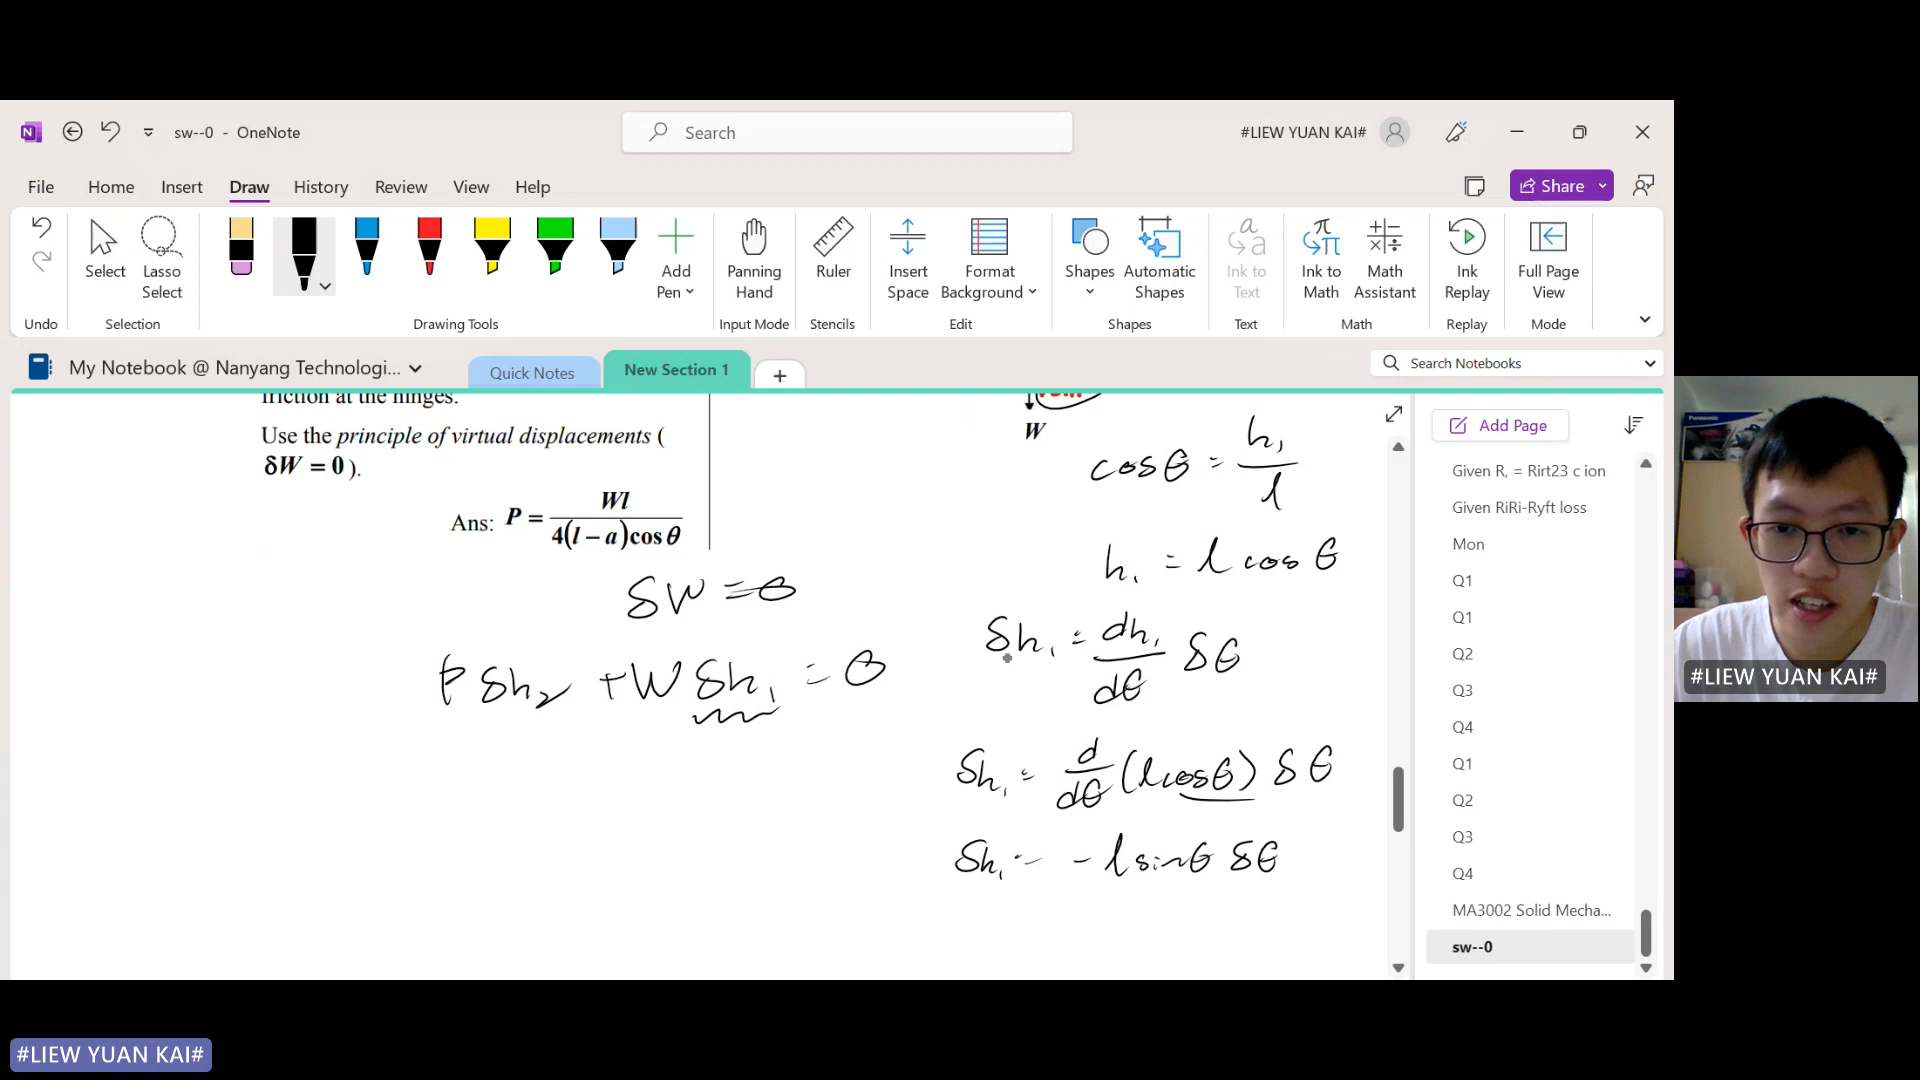 sw--0 - OneNote
Search
#LIEW YUAN KAI#
File Home Insert Draw History Review View Help
Share
Select
Lasso Select
Add Pen
Panning Hand
Ruler
Insert Space
Format Background
Shapes
Automatic Shapes
Ink to Text
Ink to Math
Math Assistant
Ink Replay
Full Page View
Undo
Selection
Drawing Tools
Input Mode
Stencils
Edit
Shapes
Text
Math
Replay
Mode
My Notebook @ Nanyang Technologi...
Quick Notes
New Section 1
Search Notebooks
friction at the hinges.
Use the principle of virtual displacements (
δW = 0 ).
Ans: P = Wl / 4(l − a)cos θ
δW = 0
P δh₂ + W δh₁ = 0
W
cos θ = h₁ / l
h₁ = l cos θ
δh₁ = dh₁/dθ δθ
δh₁ = d/dθ (l cos θ) δθ
δh₁ = - l sin θ δθ
Add Page
Given R, = Rirt23 c ion
Given RiRi-Ryft loss
Mon
Q1
Q1
Q2
Q3
Q4
Q1
Q2
Q3
Q4
MA3002 Solid Mecha...
sw--0
#LIEW YUAN KAI#
#LIEW YUAN KAI#